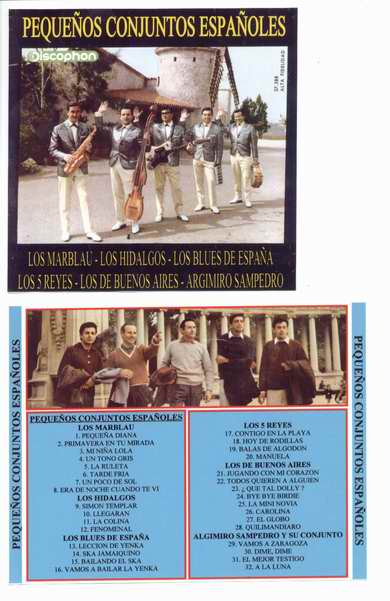 PEQUEÑOS CONJUNTOS ESPAÑOLES
Discophon
27.388
ALTA FIDELIDAD
LOS MARBLAU - LOS HIDALGOS - LOS BLUES DE ESPAÑA
LOS 5 REYES - LOS DE BUENOS AIRES - ARGIMIRO SAMPEDRO
PEQUEÑOS CONJUNTOS ESPAÑOLES
PEQUEÑOS CONJUNTOS ESPAÑOLES
LOS MARBLAU
1. PEQUEÑA DIANA
2. PRIMAVERA EN TU MIRADA
3. MI NIÑA LOLA
4. UN TONO GRIS
5. LA RULETA
6. TARDE FRIA
7. UN POCO DE SOL
8. ERA DE NOCHE CUANDO TE VI
LOS HIDALGOS
9. SIMON TEMPLAR
10. LLEGARAN
11. LA COLINA
12. FENOMENAL
LOS BLUES DE ESPAÑA
13. LECCION DE YENKA
14. SKA JAMAIQUINO
15. BAILANDO EL SKA
16. VAMOS A BAILAR LA YENKA
LOS 5 REYES
17. CONTIGO EN LA PLAYA
18. HOY DE RODILLAS
19. BALAS DE ALGODON
20. MANUELA
LOS DE BUENOS AIRES
21. JUGANDO CON MI CORAZÓN
22. TODOS QUIEREN A ALGUIEN
23. ¿ QUE TAL DOLLY ?
24. BYE BYE BIRDIE
25. LA MINI NOVIA
26. CAROLINA
27. EL GLOBO
28. QUILIMANDIARO
ALGIMIRO SAMPEDRO Y SU CONJUNTO
29. VAMOS A ZARAGOZA
30. DIME, DIME
31. EL MEJOR TESTIGO
32. A LA LUNA
PEQUEÑOS CONJUNTOS ESPAÑOLES